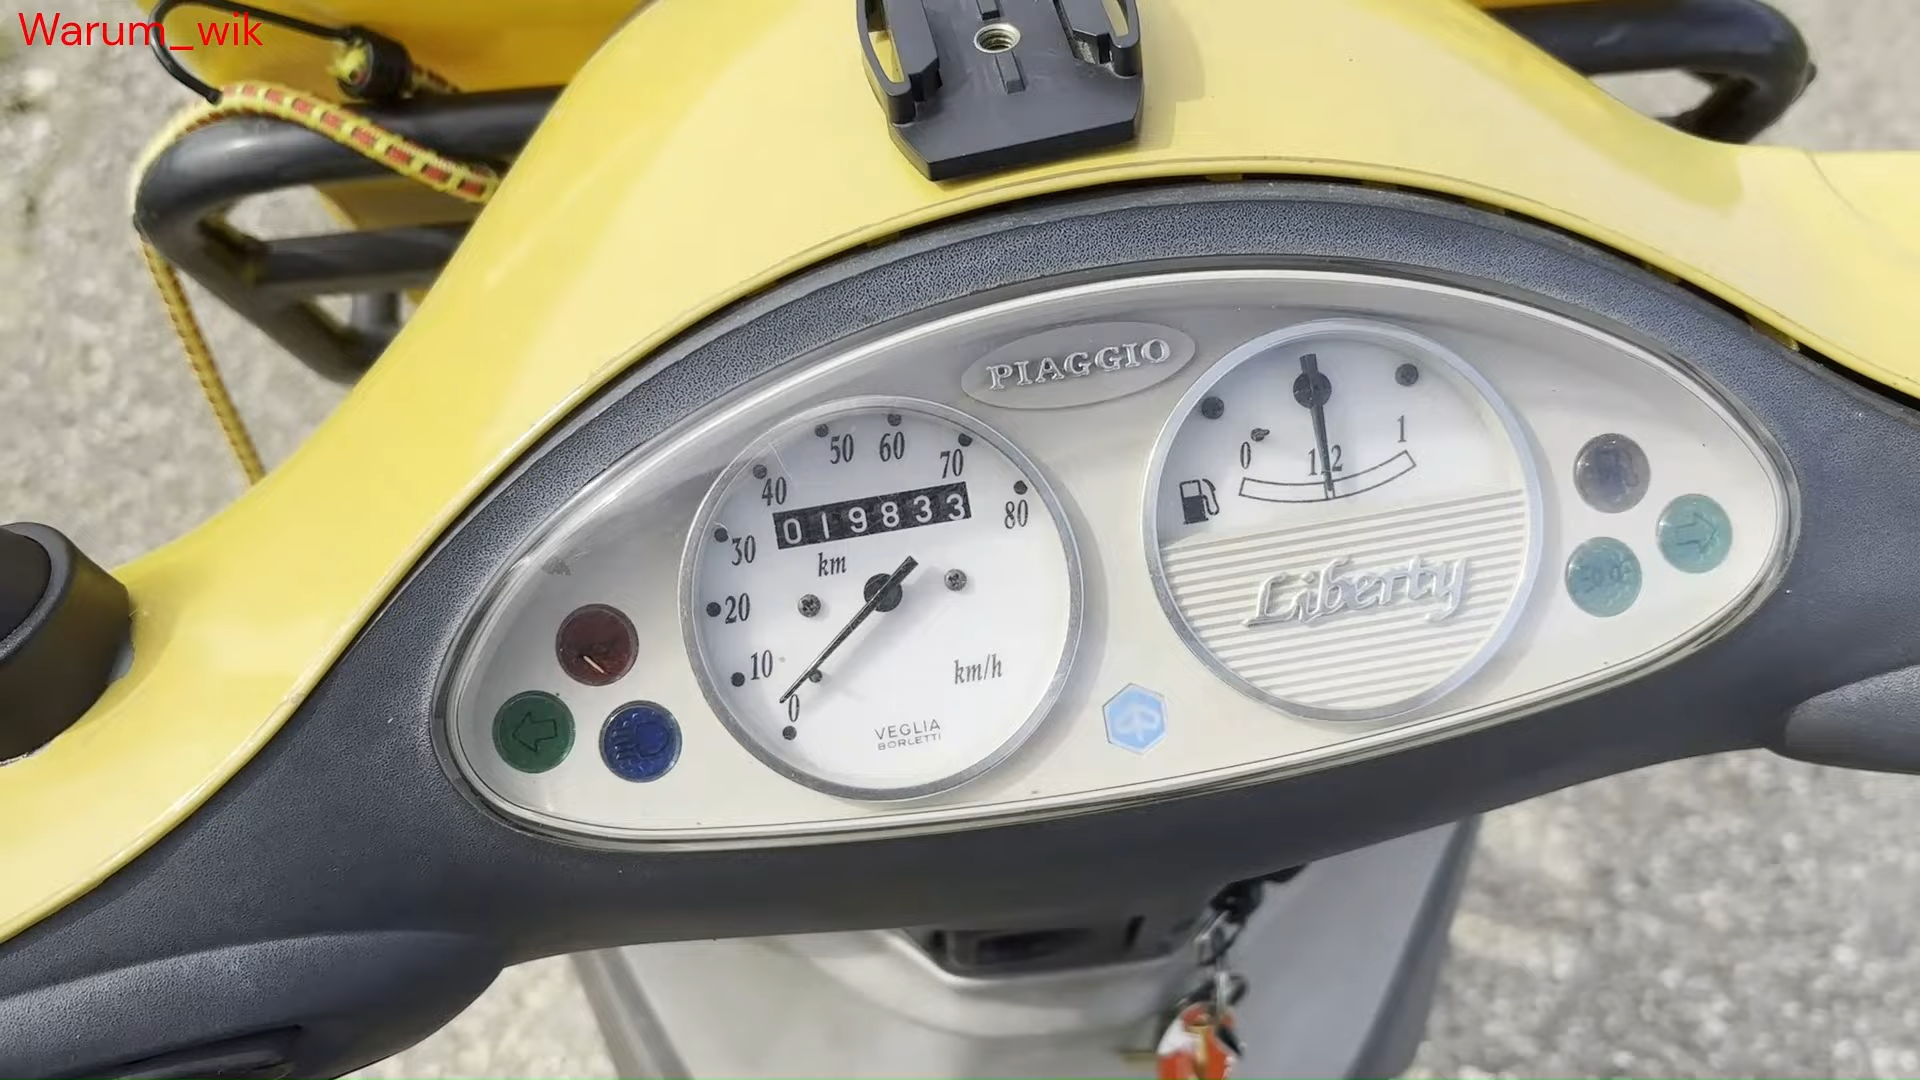 Warum_wik
PIAGGIO
50 60
40 70
019833
80
30 km
20
10
km/h
0
VEGLIA
BORLETTI
0 1/2 1
Liberty